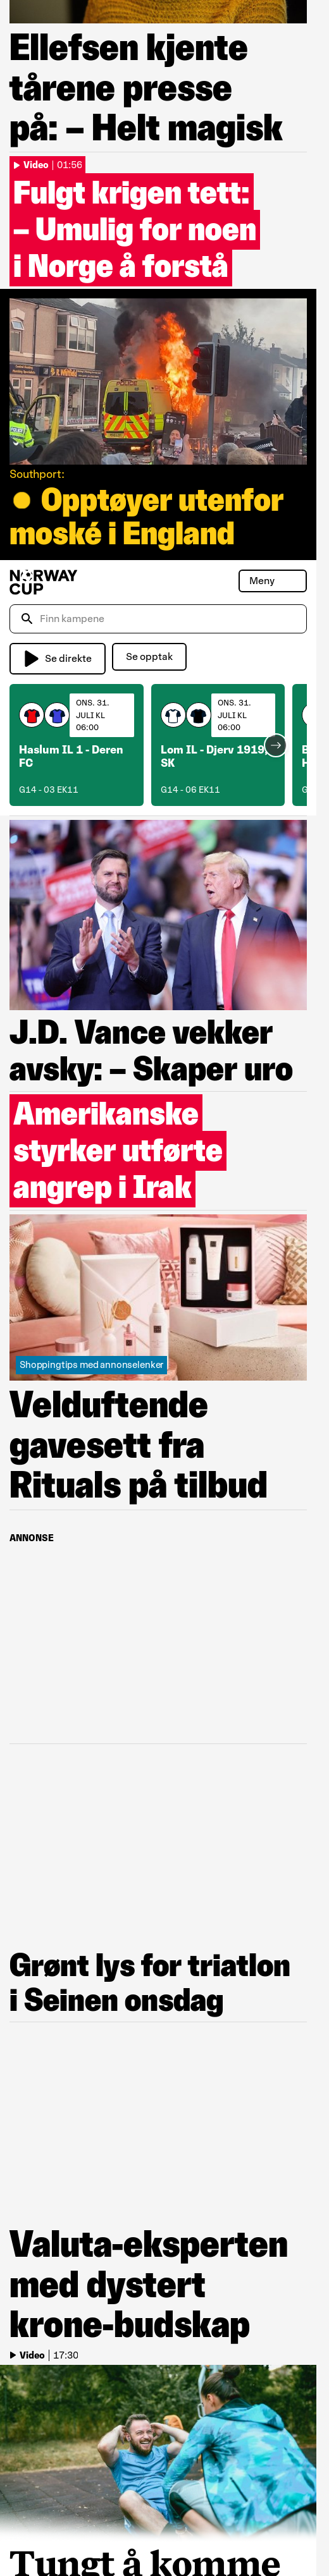 Ellefsen kjente
tårene presse
på: – Helt magisk
Video | 01:56
Fulgt krigen tett:
– Umulig for noen
i Norge å forstå
Southport:
Opptøyer utenfor
moské i England
NORWAY
CUP
Meny
Finn kampene
Se direkte
Se opptak
ONS. 31.
JULI KL
06:00
Haslum IL 1 - Deren
FC
G14 - 03 EK11
ONS. 31.
JULI KL
06:00
Lom IL - Djerv 1919,
SK
G14 - 06 EK11
J.D. Vance vekker
avsky: – Skaper uro
Amerikanske
styrker utførte
angrep i Irak
Shoppingtips med annonselenker
Velduftende
gavesett fra
Rituals på tilbud
ANNONSE
Grønt lys for triatlon
i Seinen onsdag
Valuta-eksperten
med dystert
krone-budskap
Video | 17:30
Tungt å komme